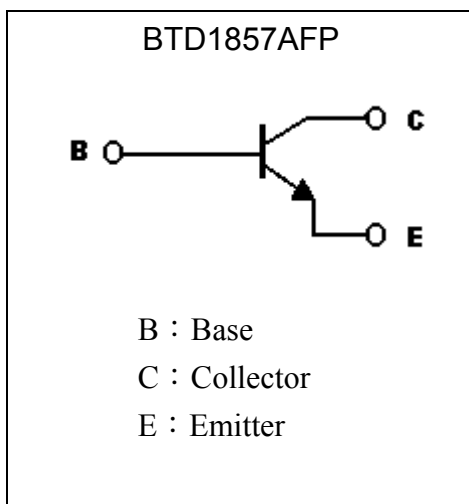 BTD1857AFP
C
B
E
B：Base
C：Collector
E：Emitter